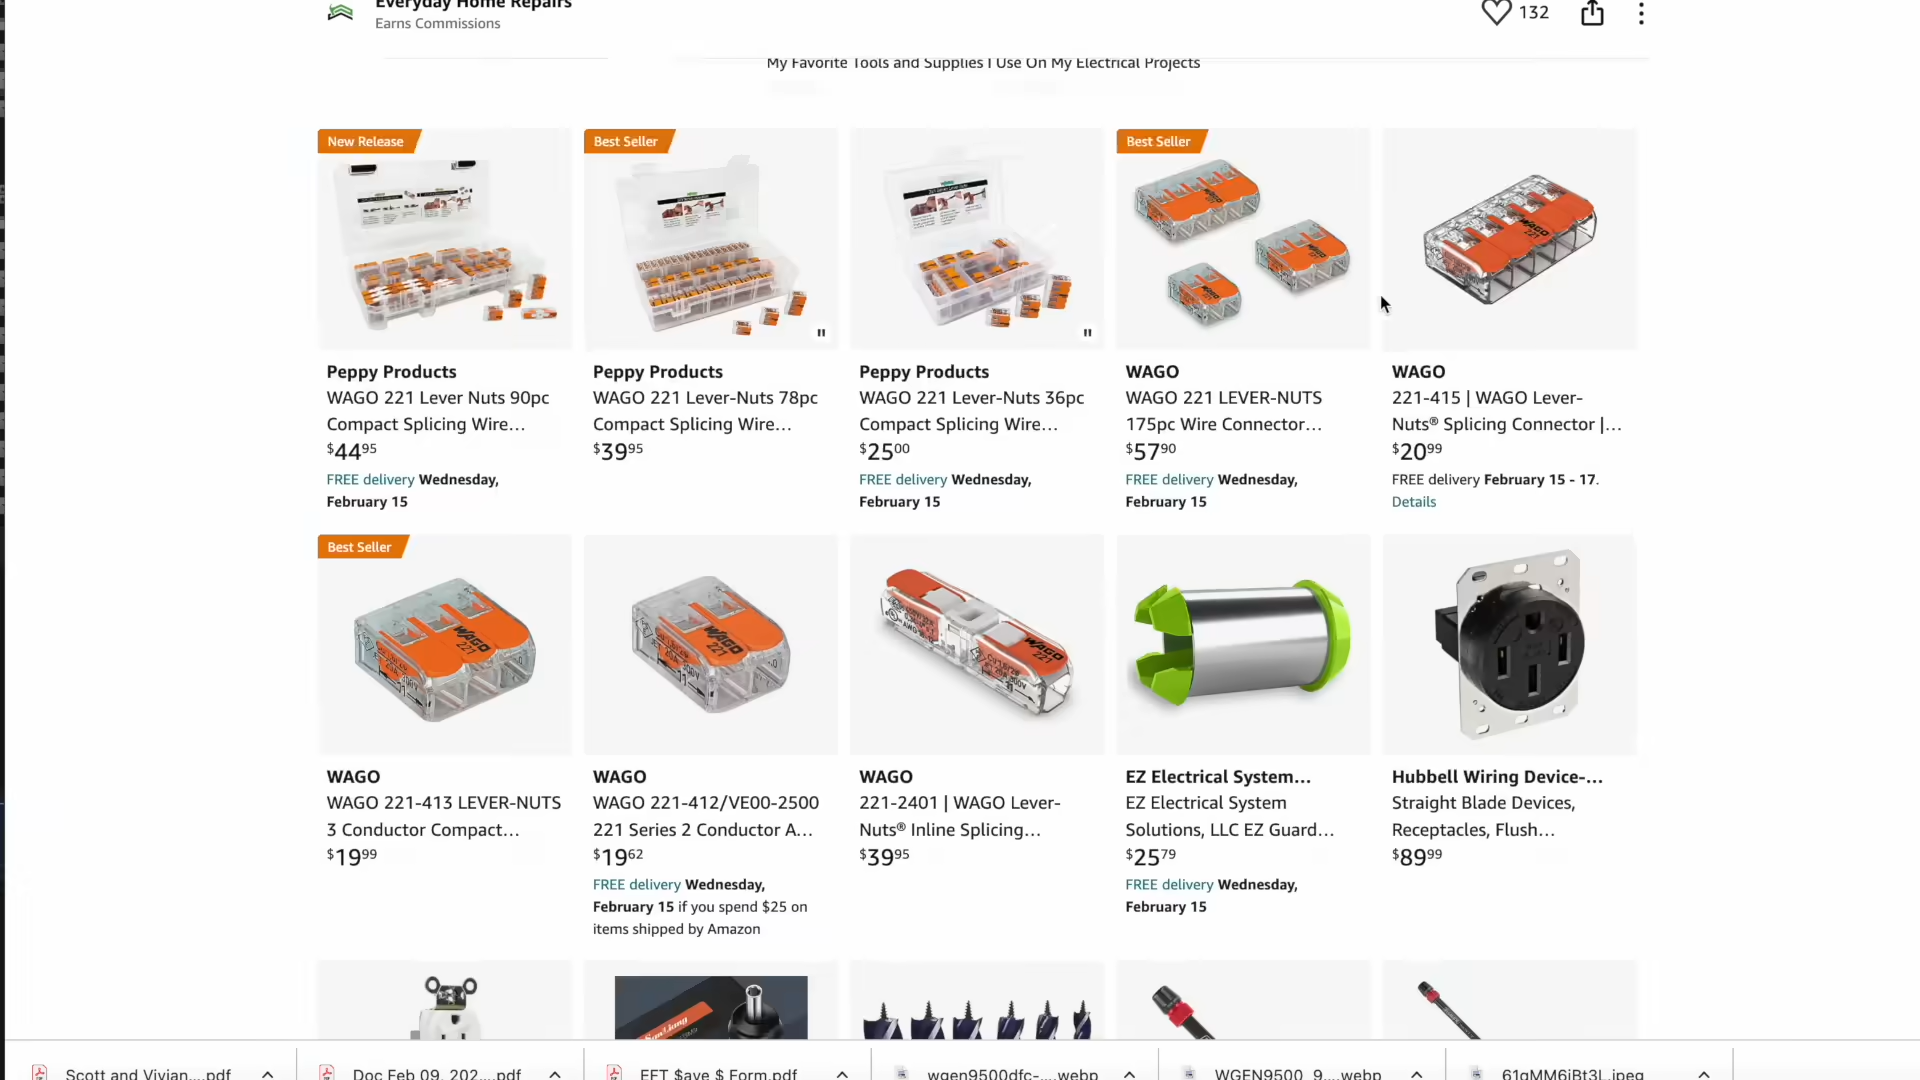 Everyday Home Repairs
Earns Commissions
132
My Favorite Tools and Supplies I Use On My Electrical Projects
New Release
Best Seller
Best Seller
WAGO
221
WAGO
221
Peppy Products
WAGO 221 Lever Nuts 90pc
Compact Splicing Wire...
$44.95
FREE delivery Wednesday,
February 15
Peppy Products
WAGO 221 Lever-Nuts 78pc
Compact Splicing Wire...
$39.95
Peppy Products
WAGO 221 Lever-Nuts 36pc
Compact Splicing Wire...
$25.00
FREE delivery Wednesday,
February 15
WAGO
WAGO 221 LEVER-NUTS
175pc Wire Connector...
$57.90
FREE delivery Wednesday,
February 15
WAGO
221-415 | WAGO Lever-
Nuts® Splicing Connector |...
$20.99
FREE delivery February 15 - 17.
Details
Best Seller
WAGO
221
WAGO
221
WAGO
221
WAGO
WAGO 221-413 LEVER-NUTS
3 Conductor Compact...
$19.99
WAGO
WAGO 221-412/VE00-2500
221 Series 2 Conductor A...
$19.62
FREE delivery Wednesday,
February 15 if you spend $25 on
items shipped by Amazon
WAGO
221-2401 | WAGO Lever-
Nuts® Inline Splicing...
$39.95
EZ Electrical System...
EZ Electrical System
Solutions, LLC EZ Guard...
$25.79
FREE delivery Wednesday,
February 15
Hubbell Wiring Device-...
Straight Blade Devices,
Receptacles, Flush...
$89.99
Scott and Vivian....pdf
Doc Feb 09, 202....pdf
EFT $ave $ Form.pdf
wgen9500dfc-....webp
WGEN9500_9....webp
61gMM6iBt3L.jpeg